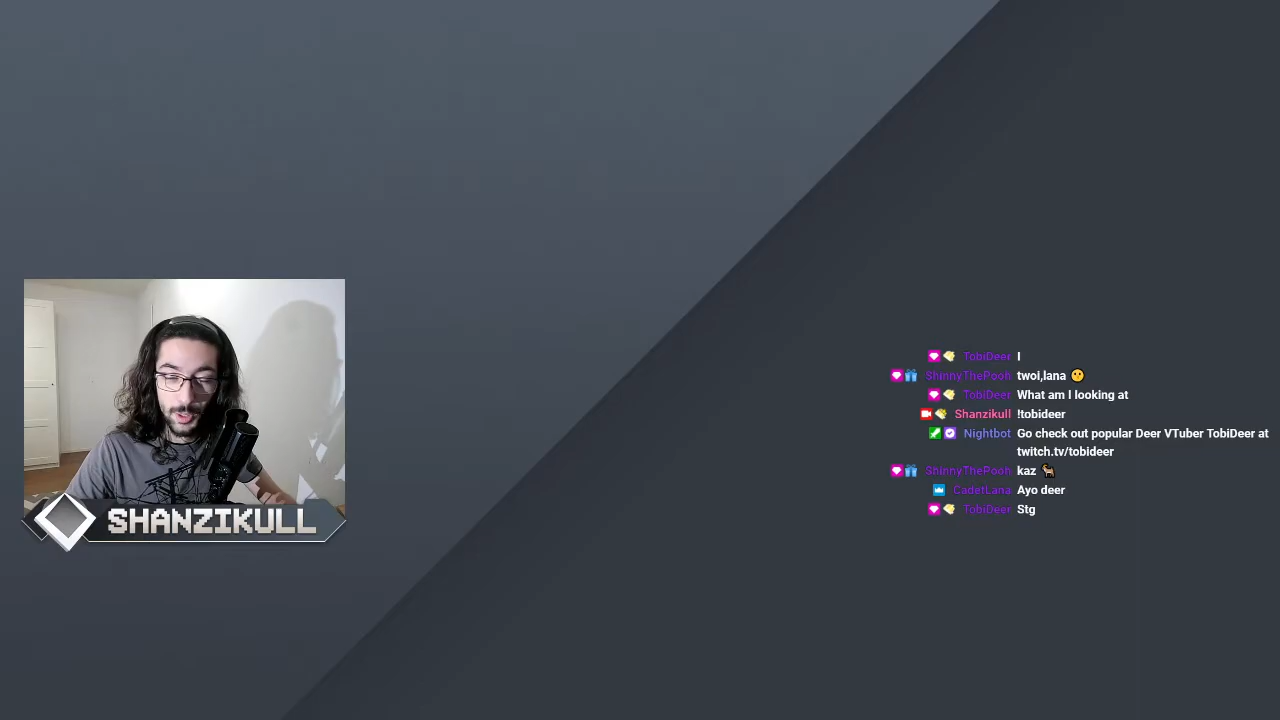 TobiDeer I
ShinnyThePooh twoi,lana
TobiDeer What am I looking at
Shanzikull !tobideer
Nightbot Go check out popular Deer VTuber TobiDeer at
twitch.tv/tobideer
ShinnyThePooh kaz
CadetLana Ayo deer
TobiDeer Stg
SHANZIKULL